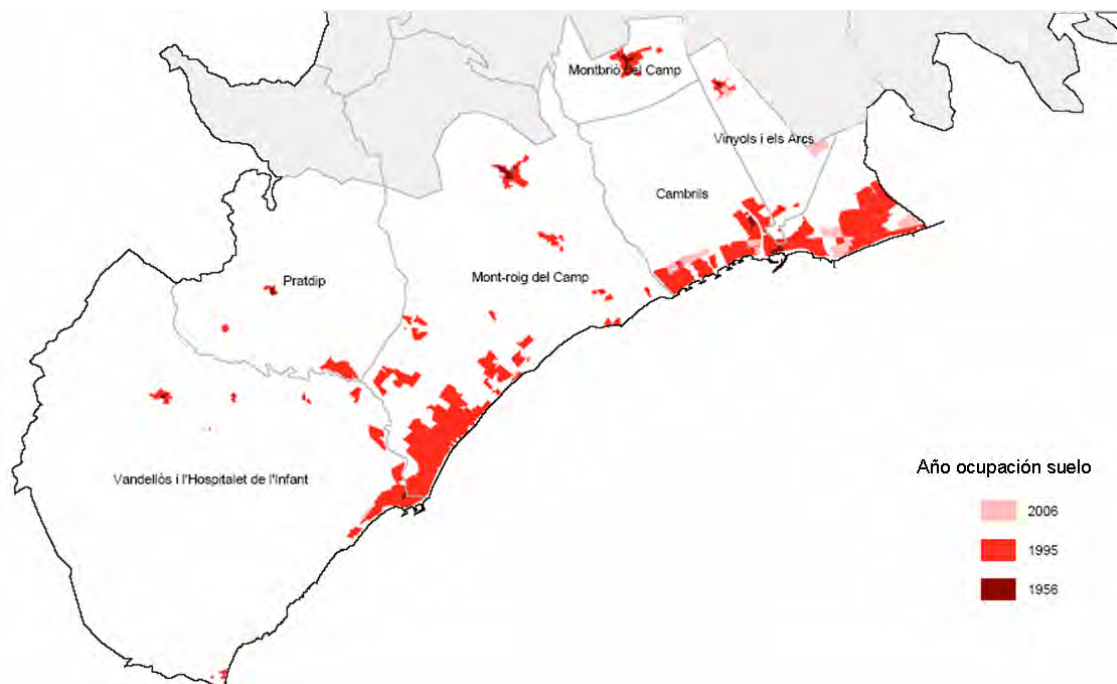 Montbrió del Camp
Vinyols i els Arcs
Cambrils
Pratdip
Mont-roig del Camp
Vandellòs i l'Hospitalet de l'Infant
Año ocupación suelo
2006
1995
1956